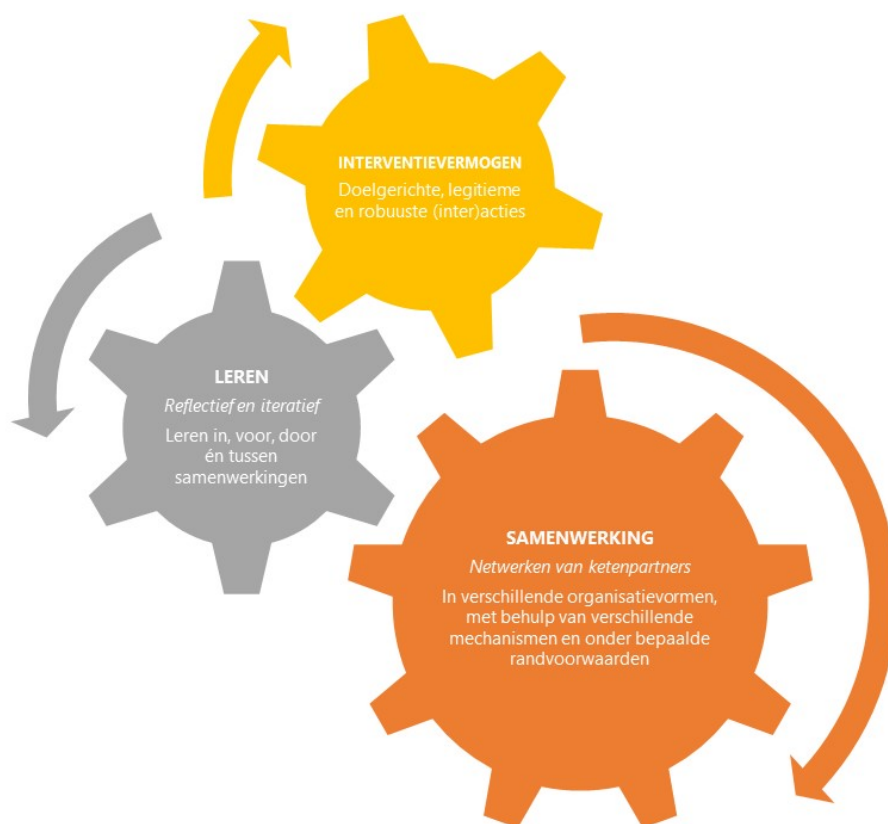 INTERVENTIEVERMOGEN
Doelgerichte, legitieme
en robuuste (inter)acties
LEREN
Reflectief en iteratief
Leren in, voor, door
én tussen
samenwerkingen
SAMENWERKING
Netwerken van ketenpartners
In verschillende organisatievormen,
met behulp van verschillende
mechanismen en onder bepaalde
randvoorwaarden